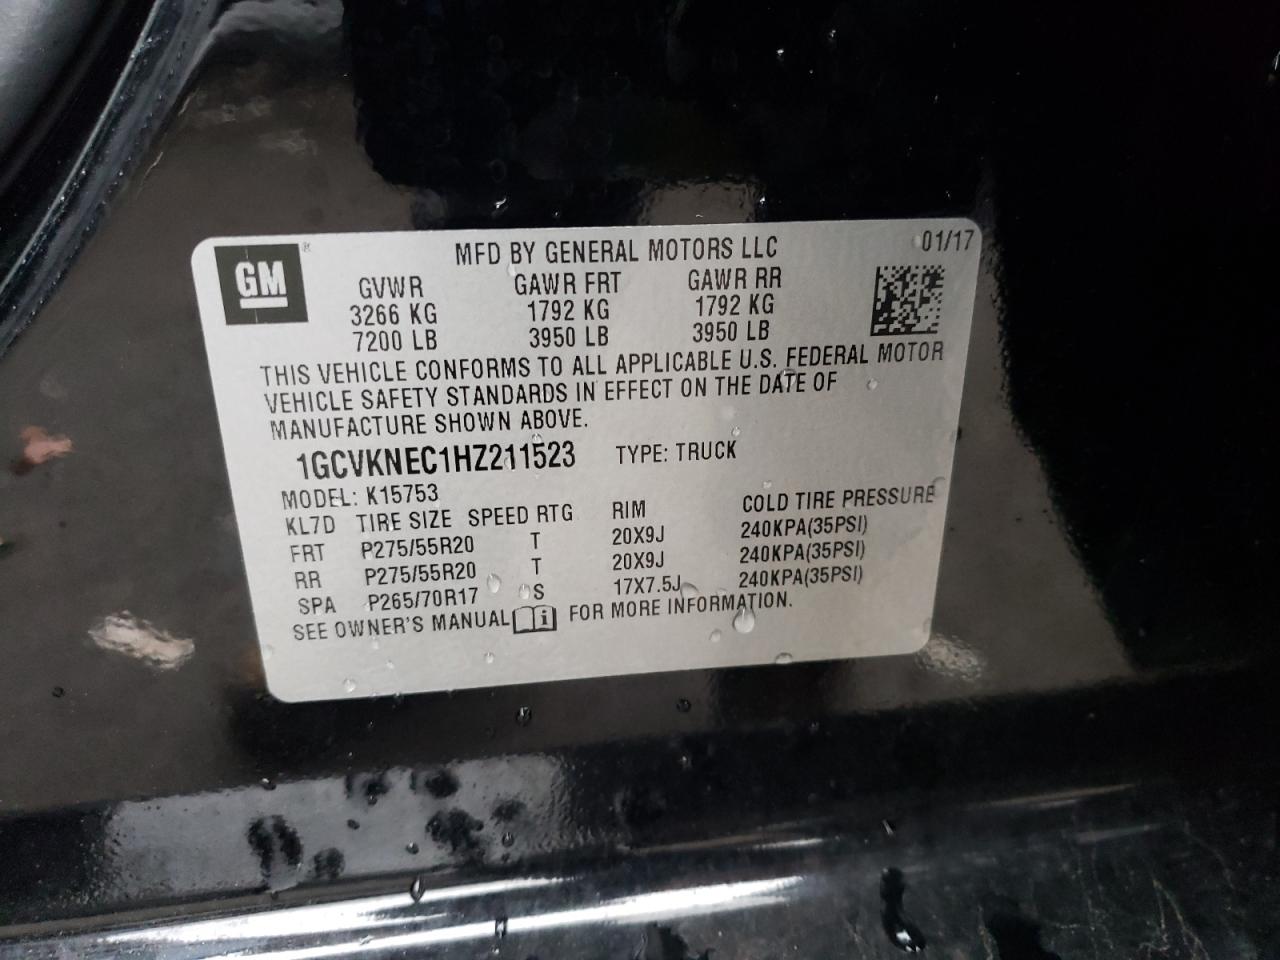 GM ®
MFD BY GENERAL MOTORS LLC 01/17
GVWR GAWR FRT GAWR RR
3266 KG 1792 KG 1792 KG
7200 LB 3950 LB 3950 LB
THIS VEHICLE CONFORMS TO ALL APPLICABLE U.S. FEDERAL MOTOR
VEHICLE SAFETY STANDARDS IN EFFECT ON THE DATE OF
MANUFACTURE SHOWN ABOVE.
1GCVKNEC1HZ211523 TYPE: TRUCK
MODEL: K15753
KL7D TIRE SIZE SPEED RTG RIM COLD TIRE PRESSURE
FRT P275/55R20 T 20X9J 240KPA(35PSI)
RR P275/55R20 T 20X9J 240KPA(35PSI)
SPA P265/70R17 S 17X7.5J 240KPA(35PSI)
SEE OWNER'S MANUAL i FOR MORE INFORMATION.